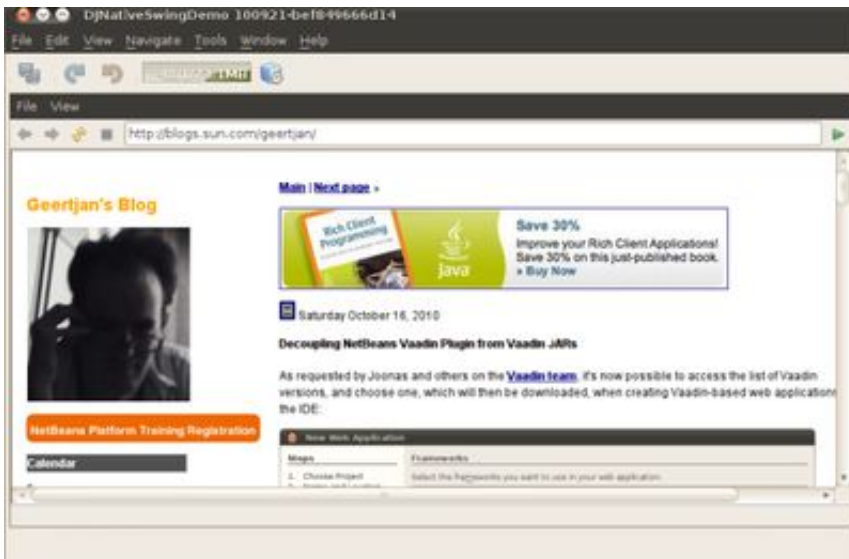 DJNativeSwingDemo 100921-bef849666d14
File Edit View Navigate Tools Window Help
File View
http://blogs.sun.com/geertjan/
Geertjan's Blog
NetBeans Platform Training Registration
Calendar
Main | Next page »
Rich Client
Programming
Java
Save 30%
Improve your Rich Client Applications!
Save 30% on this just-published book.
» Buy Now
Saturday October 16, 2010
Decoupling NetBeans Vaadin Plugin from Vaadin JARs
As requested by Joonas and others on the Vaadin team, it's now possible to access the list of Vaadin
versions, and choose one, which will then be downloaded, when creating Vaadin-based web applications
the IDE:
New Web Application
Steps
1. Choose Project
Frameworks
Select the frameworks you want to use in your web application.